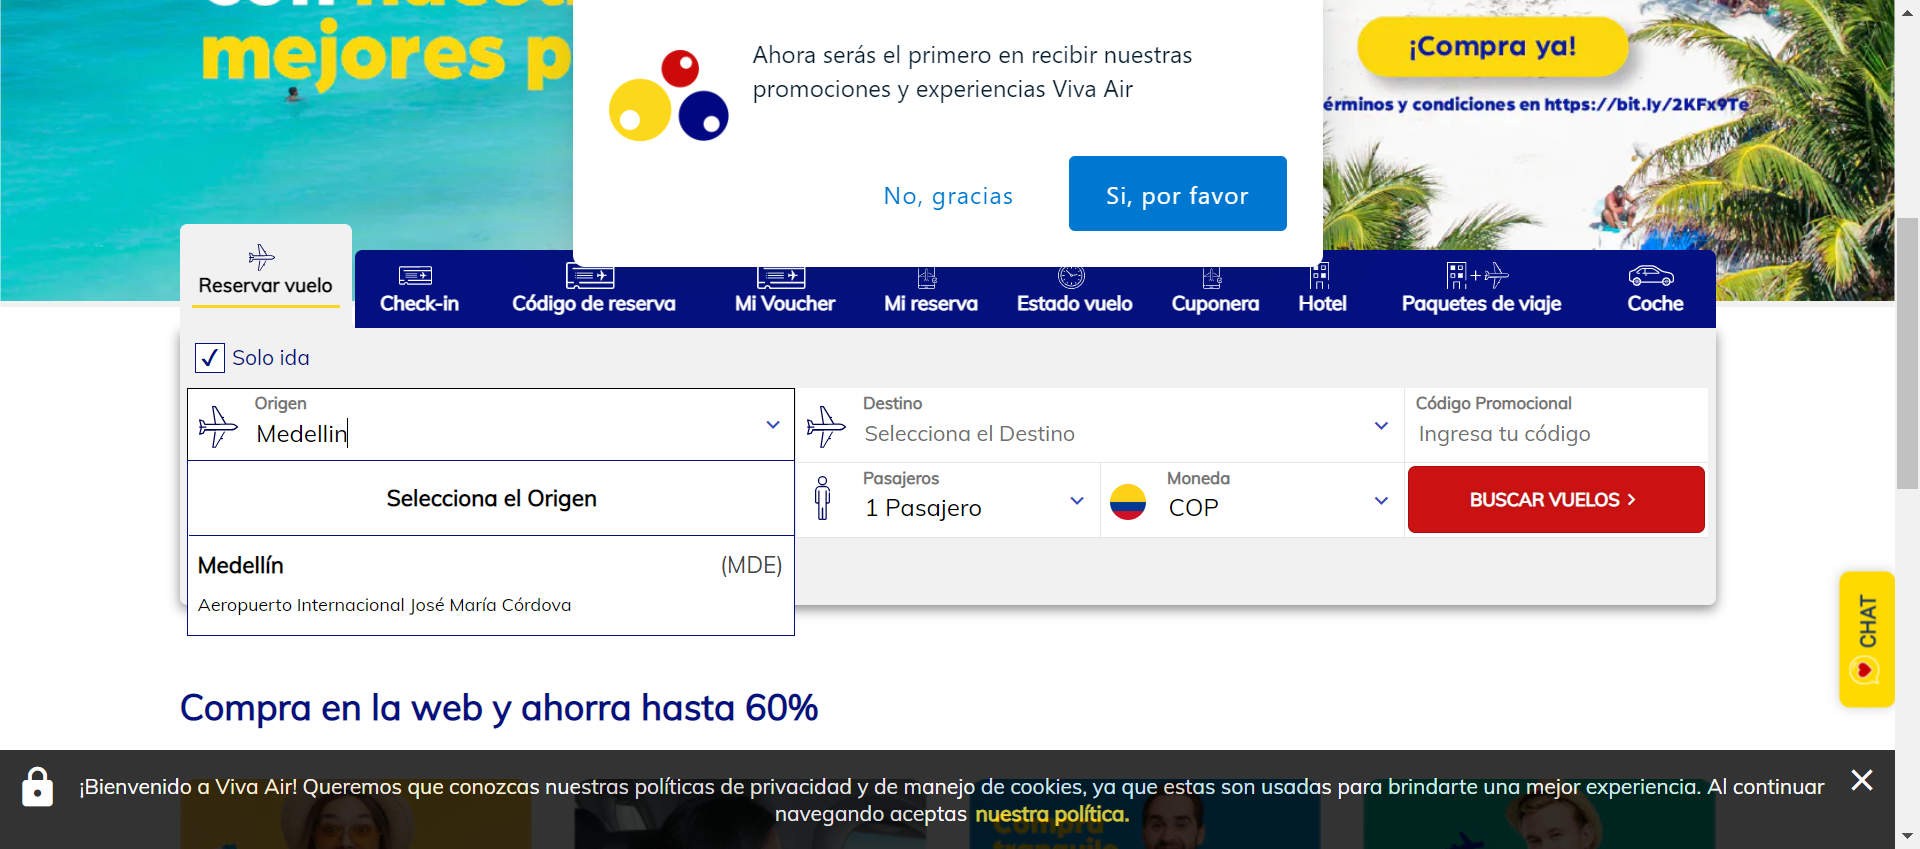 mejores p
Ahora serás el primero en recibir nuestras
promociones y experiencias Viva Air
No, gracias
Si, por favor
¡Compra ya!
érminos y condiciones en https://bit.ly/2KFx9Te
Reservar vuelo
Check-in
Código de reserva
Mi Voucher
Mi reserva
Estado vuelo
Cuponera
Hotel
Paquetes de viaje
Coche
Solo ida
Origen
Medellin
Destino
Selecciona el Destino
Código Promocional
Ingresa tu código
Selecciona el Origen
Pasajeros
1 Pasajero
Moneda
COP
BUSCAR VUELOS >
Medellín (MDE)
Aeropuerto Internacional José María Córdova
CHAT
Compra en la web y ahorra hasta 60%
¡Bienvenido a Viva Air! Queremos que conozcas nuestras políticas de privacidad y de manejo de cookies, ya que estas son usadas para brindarte una mejor experiencia. Al continuar
navegando aceptas nuestra política.
Compra
tranquilo